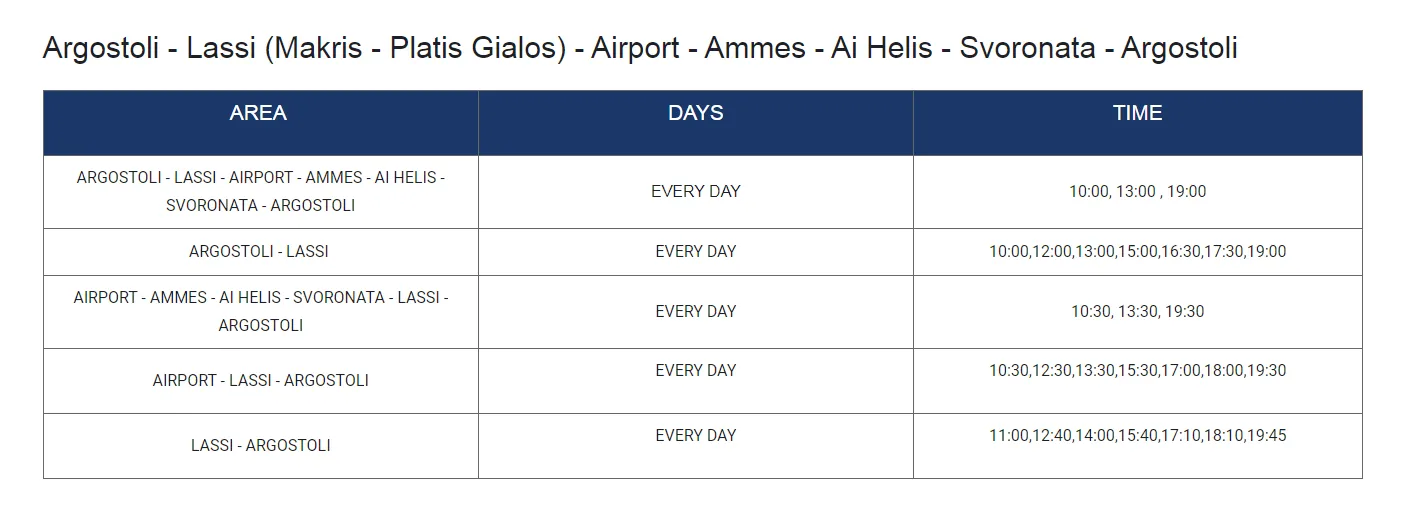 Argostoli - Lassi (Makris - Platis Gialos) - Airport - Ammes - Ai Helis - Svoronata - Argostoli
AREA DAYS TIME
ARGOSTOLI - LASSI - AIRPORT - AMMES - AI HELIS -
SVORONATA - ARGOSTOLI
EVERY DAY
10:00, 13:00 , 19:00
ARGOSTOLI - LASSI
EVERY DAY
10:00,12:00,13:00,15:00,16:30,17:30,19:00
AIRPORT - AMMES - AI HELIS - SVORONATA - LASSI -
ARGOSTOLI
EVERY DAY
10:30, 13:30, 19:30
AIRPORT - LASSI - ARGOSTOLI
EVERY DAY
10:30,12:30,13:30,15:30,17:00,18:00,19:30
LASSI - ARGOSTOLI
EVERY DAY
11:00,12:40,14:00,15:40,17:10,18:10,19:45